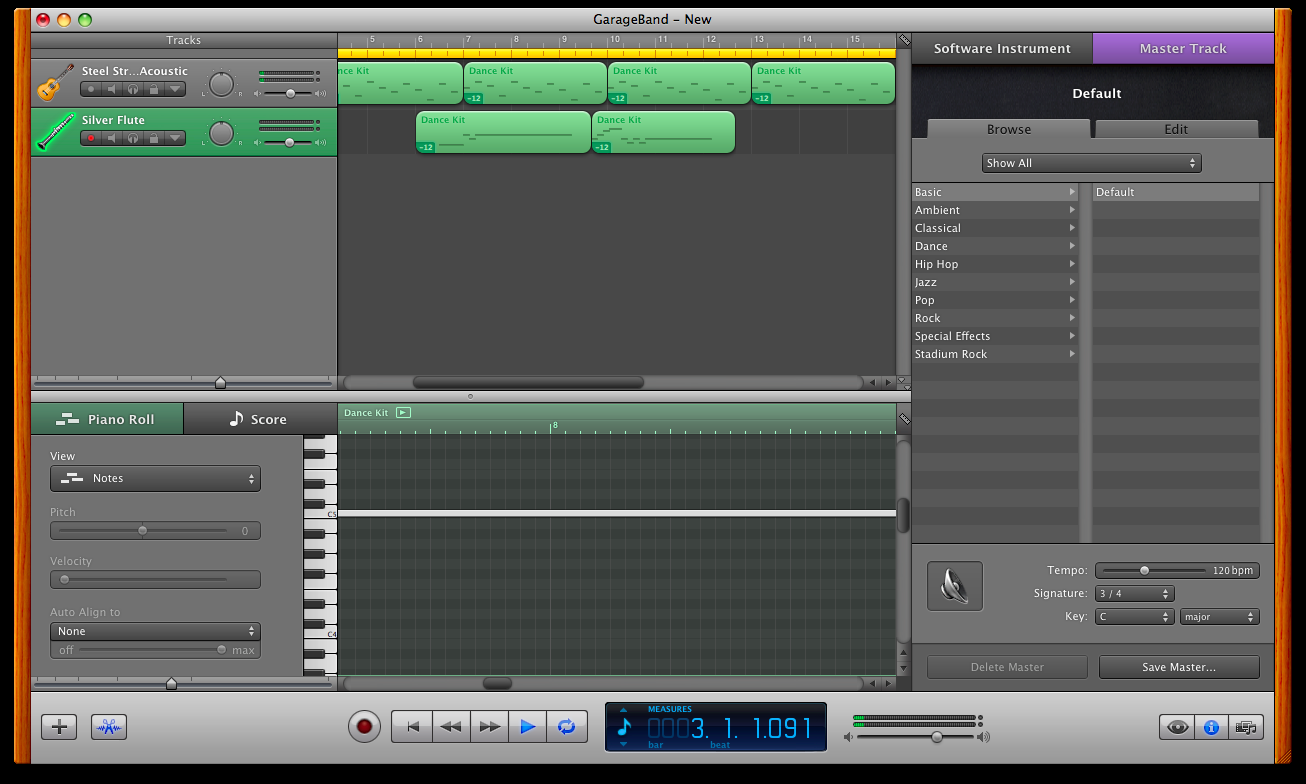 GarageBand – New
Tracks
5 6 7 8 9 10 11 12 13 14 15
Software Instrument
Master Track
Steel Str...Acoustic
L R
nce Kit
Dance Kit
-12
Dance Kit
-12
Dance Kit
-12
Default
Silver Flute
L R
Dance Kit
-12
Dance Kit
-12
Browse
Edit
Show All
Basic
Ambient
Classical
Dance
Hip Hop
Jazz
Pop
Rock
Special Effects
Stadium Rock
Default
Piano Roll
Score
Dance Kit
8
View
Notes
Pitch
0
Velocity
Auto Align to
None
off max
C5
C4
Tempo: 120 bpm
Signature: 3 / 4
Key: C major
Delete Master
Save Master...
MEASURES
0003. 1. 1.091
bar beat